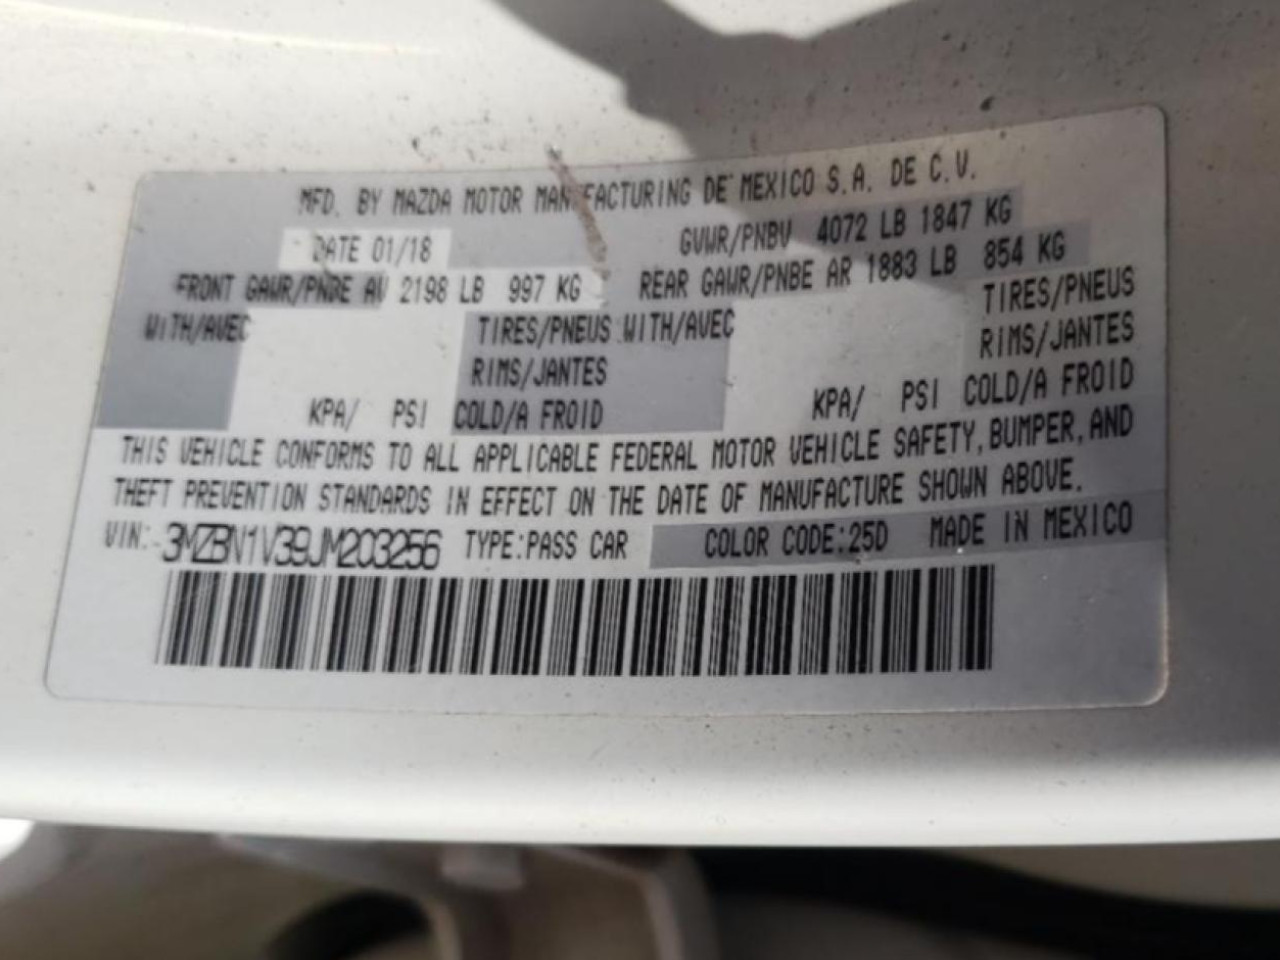 MFD. BY MAZDA MOTOR MANUFACTURING DE MEXICO S.A. DE C.V.
DATE 01/18 GVWR/PNBV 4072 LB 1847 KG
FRONT GAWR/PNBE AV 2198 LB 997 KG REAR GAWR/PNBE AR 1883 LB 854 KG
WITH/AVEC TIRES/PNEUS WITH/AVEC TIRES/PNEUS
RIMS/JANTES RIMS/JANTES
KPA/ PSI COLD/A FROID KPA/ PSI COLD/A FROID
THIS VEHICLE CONFORMS TO ALL APPLICABLE FEDERAL MOTOR VEHICLE SAFETY, BUMPER, AND
THEFT PREVENTION STANDARDS IN EFFECT ON THE DATE OF MANUFACTURE SHOWN ABOVE.
VIN: 3MZBN1V39JM203256 TYPE:PASS CAR COLOR CODE:25D MADE IN MEXICO